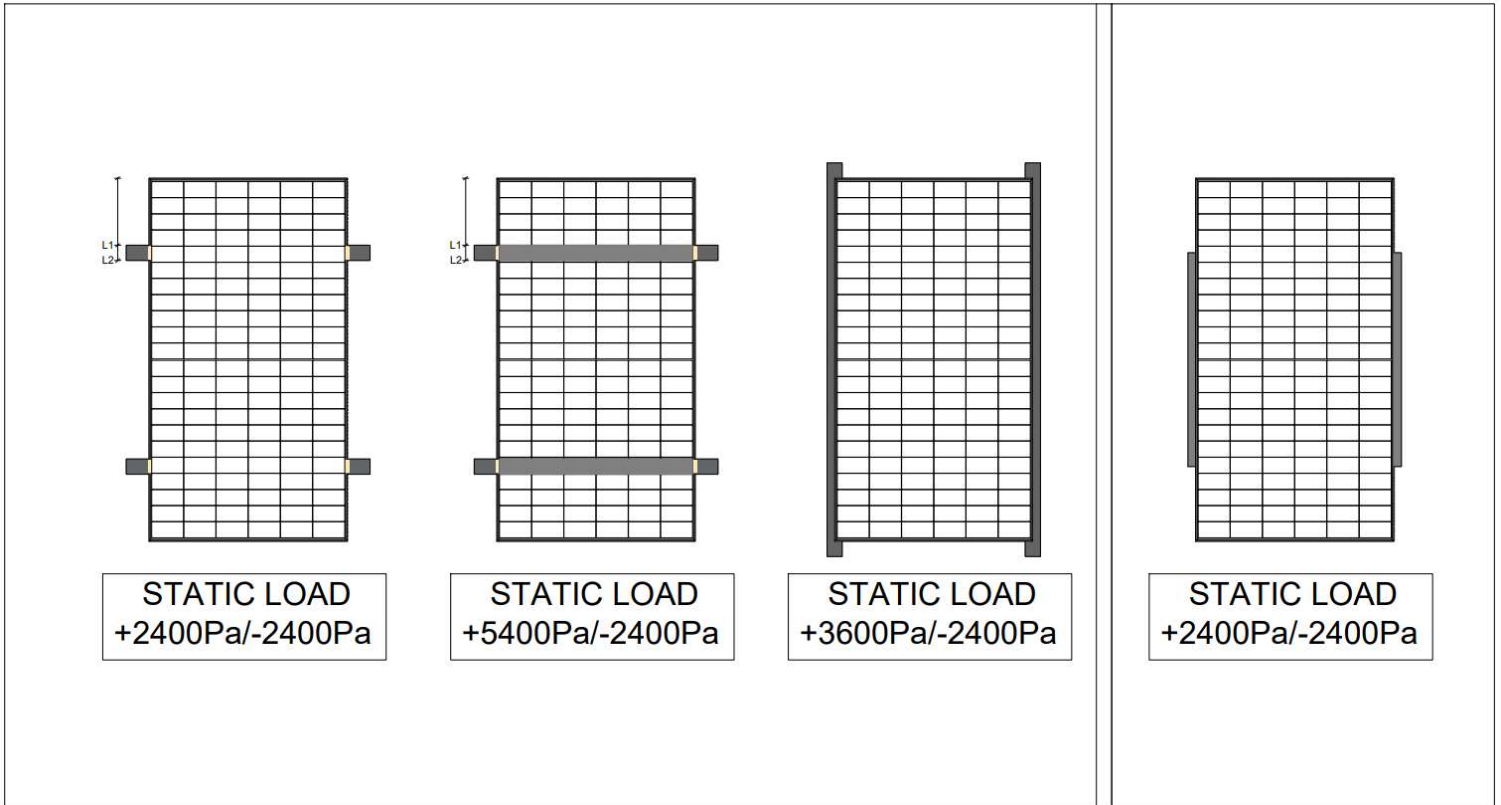 L1
L2
L1
L2
STATIC LOAD
+2400Pa/-2400Pa
STATIC LOAD
+5400Pa/-2400Pa
STATIC LOAD
+3600Pa/-2400Pa
STATIC LOAD
+2400Pa/-2400Pa